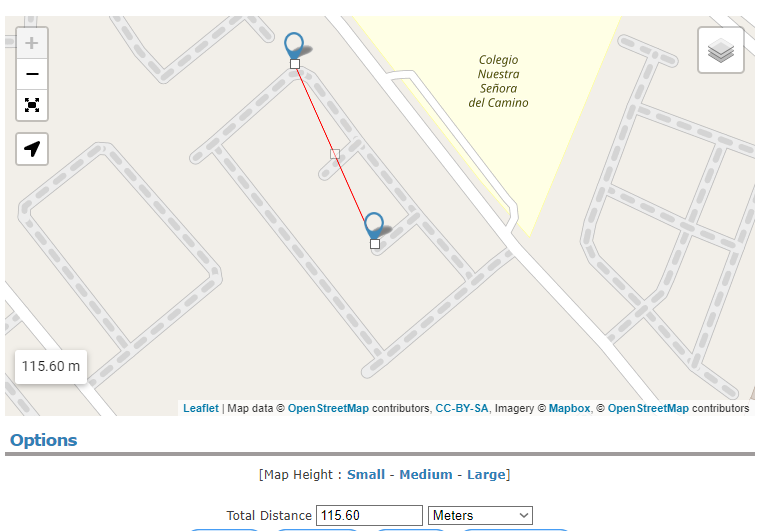 +
Colegio
Nuestra
Señora
del Camino
−
115.60 m
Leaflet | Map data © OpenStreetMap contributors, CC-BY-SA, Imagery © Mapbox, © OpenStreetMap contributors
Options
[Map Height : Small - Medium - Large]
Total Distance 115.60 Meters